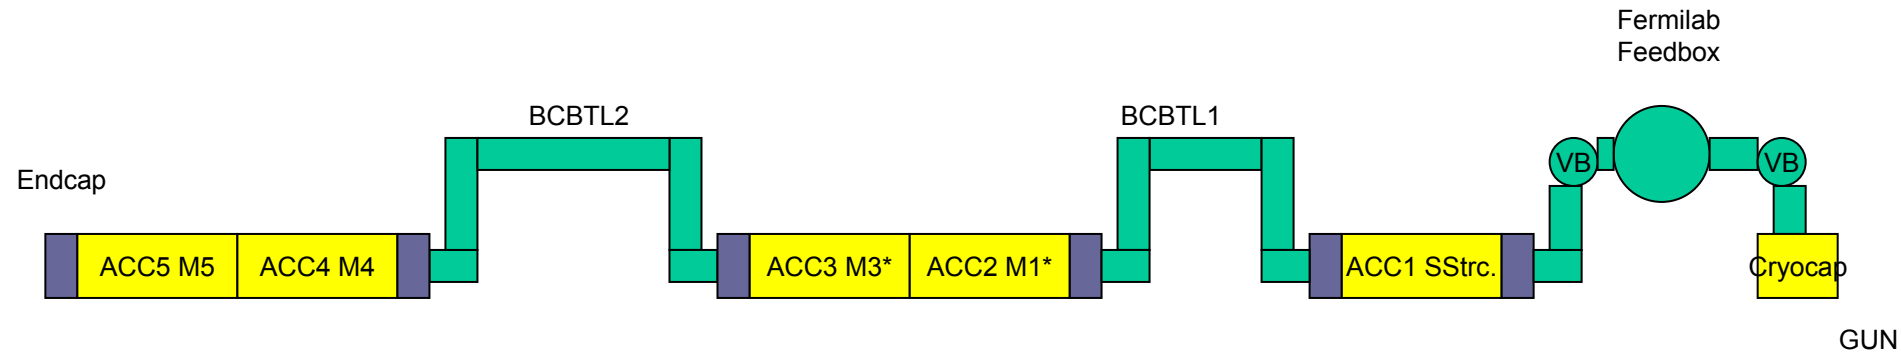 Fermilab
Feedbox
BCBTL2
BCBTL1
VB
VB
Endcap
ACC5 M5
ACC4 M4
ACC3 M3*
ACC2 M1*
ACC1 SStrc.
Cryocap
GUN